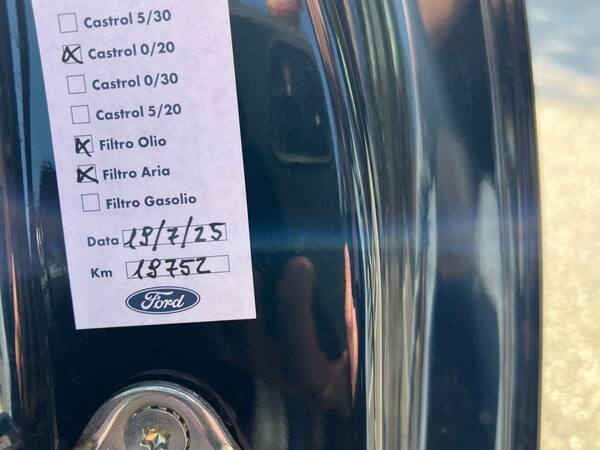 Castrol 5/30
Castrol 0/20
Castrol 0/30
Castrol 5/20
Filtro Olio
Filtro Aria
Filtro Gasolio
Data 19/7/25
Km 19752
Ford